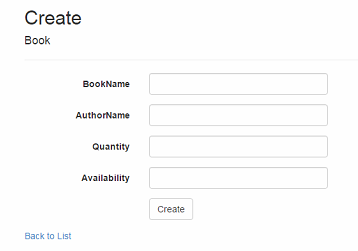 Create
Book
BookName
AuthorName
Quantity
Availability
Create
Back to List